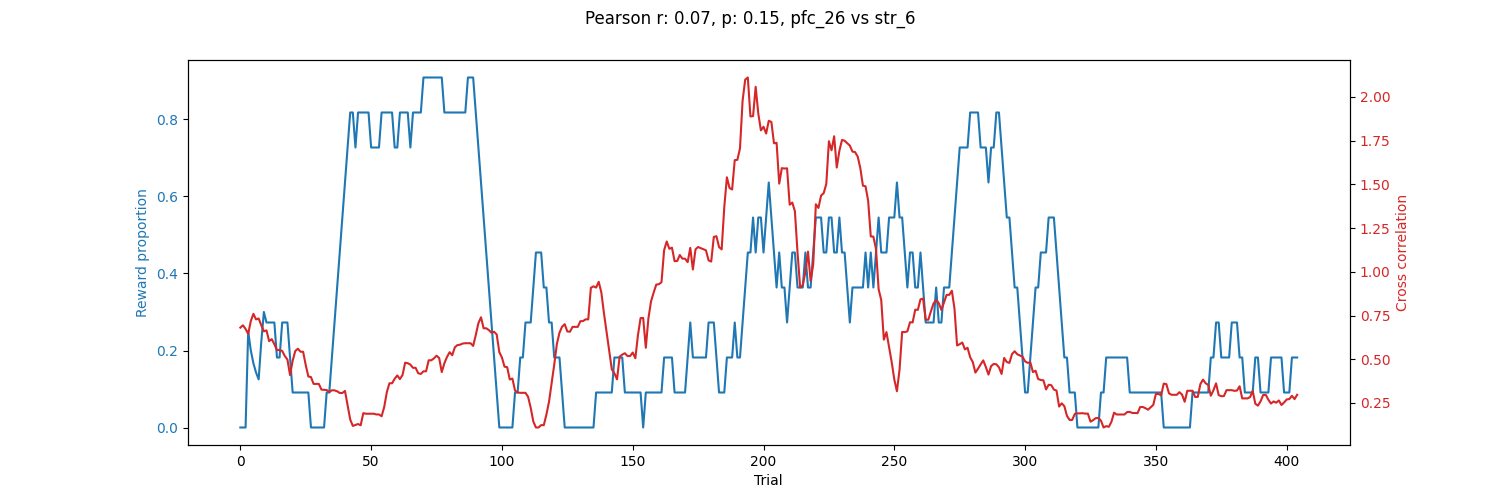 Pearson r: 0.07, p: 0.15, pfc_26 vs str_6
Reward proportion
0.8
0.6
0.4
0.2
0.0
2.00
1.75
1.50
1.25
1.00
0.75
0.50
0.25
Cross correlation
0 50 100 150 200 250 300 350 400
Trial